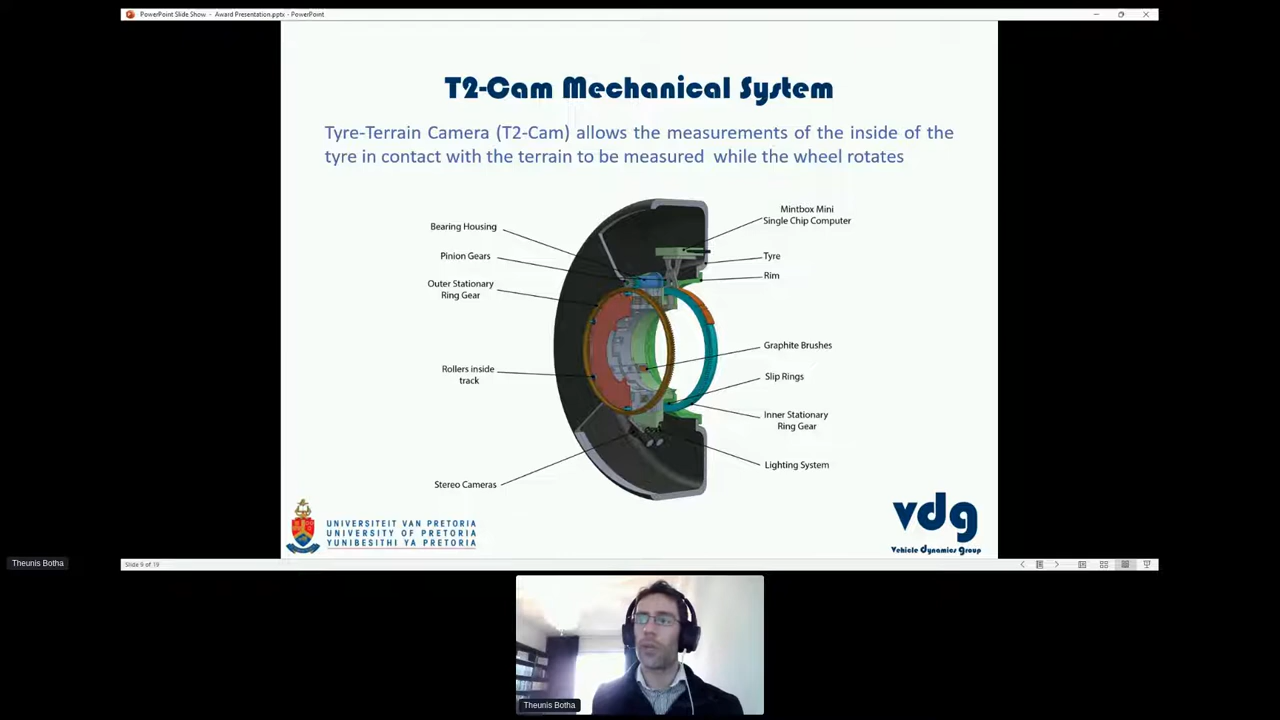 PowerPoint Slide Show - Award Presentation.pptx - PowerPoint
T2-Cam Mechanical System
Tyre-Terrain Camera (T2-Cam) allows the measurements of the inside of the
tyre in contact with the terrain to be measured while the wheel rotates
Bearing Housing
Pinion Gears
Outer Stationary
Ring Gear
Rollers inside
track
Stereo Cameras
Mintbox Mini
Single Chip Computer
Tyre
Rim
Graphite Brushes
Slip Rings
Inner Stationary
Ring Gear
Lighting System
UNIVERSITEIT VAN PRETORIA
UNIVERSITY OF PRETORIA
YUNIBESITHI YA PRETORIA
vdg
Vehicle Dynamics Group
Slide 9 of 19
Theunis Botha
Theunis Botha